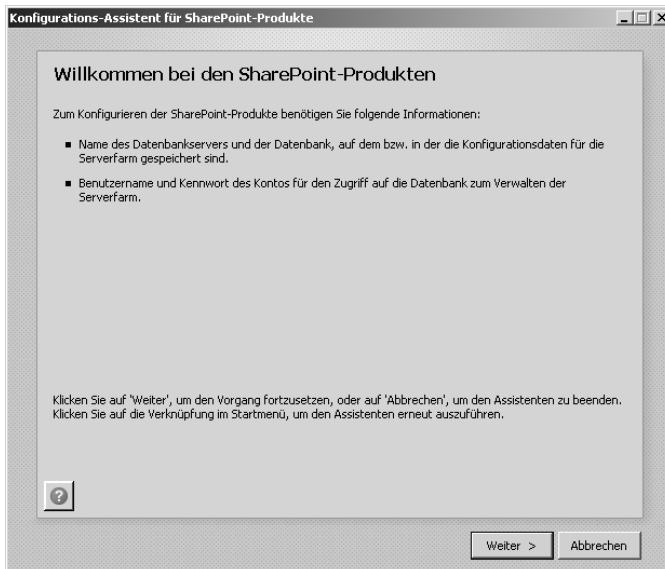 Konfigurations-Assistent für SharePoint-Produkte
Willkommen bei den SharePoint-Produkten
Zum Konfigurieren der SharePoint-Produkte benötigen Sie folgende Informationen:
Name des Datenbankservers und der Datenbank, auf dem bzw. in der die Konfigurationsdaten für die
Serverfarm gespeichert sind.
Benutzername und Kennwort des Kontos für den Zugriff auf die Datenbank zum Verwalten der
Serverfarm.
Klicken Sie auf 'Weiter', um den Vorgang fortzusetzen, oder auf 'Abbrechen', um den Assistenten zu beenden.
Klicken Sie auf die Verknüpfung im Startmenü, um den Assistenten erneut auszuführen.
?
Weiter >
Abbrechen